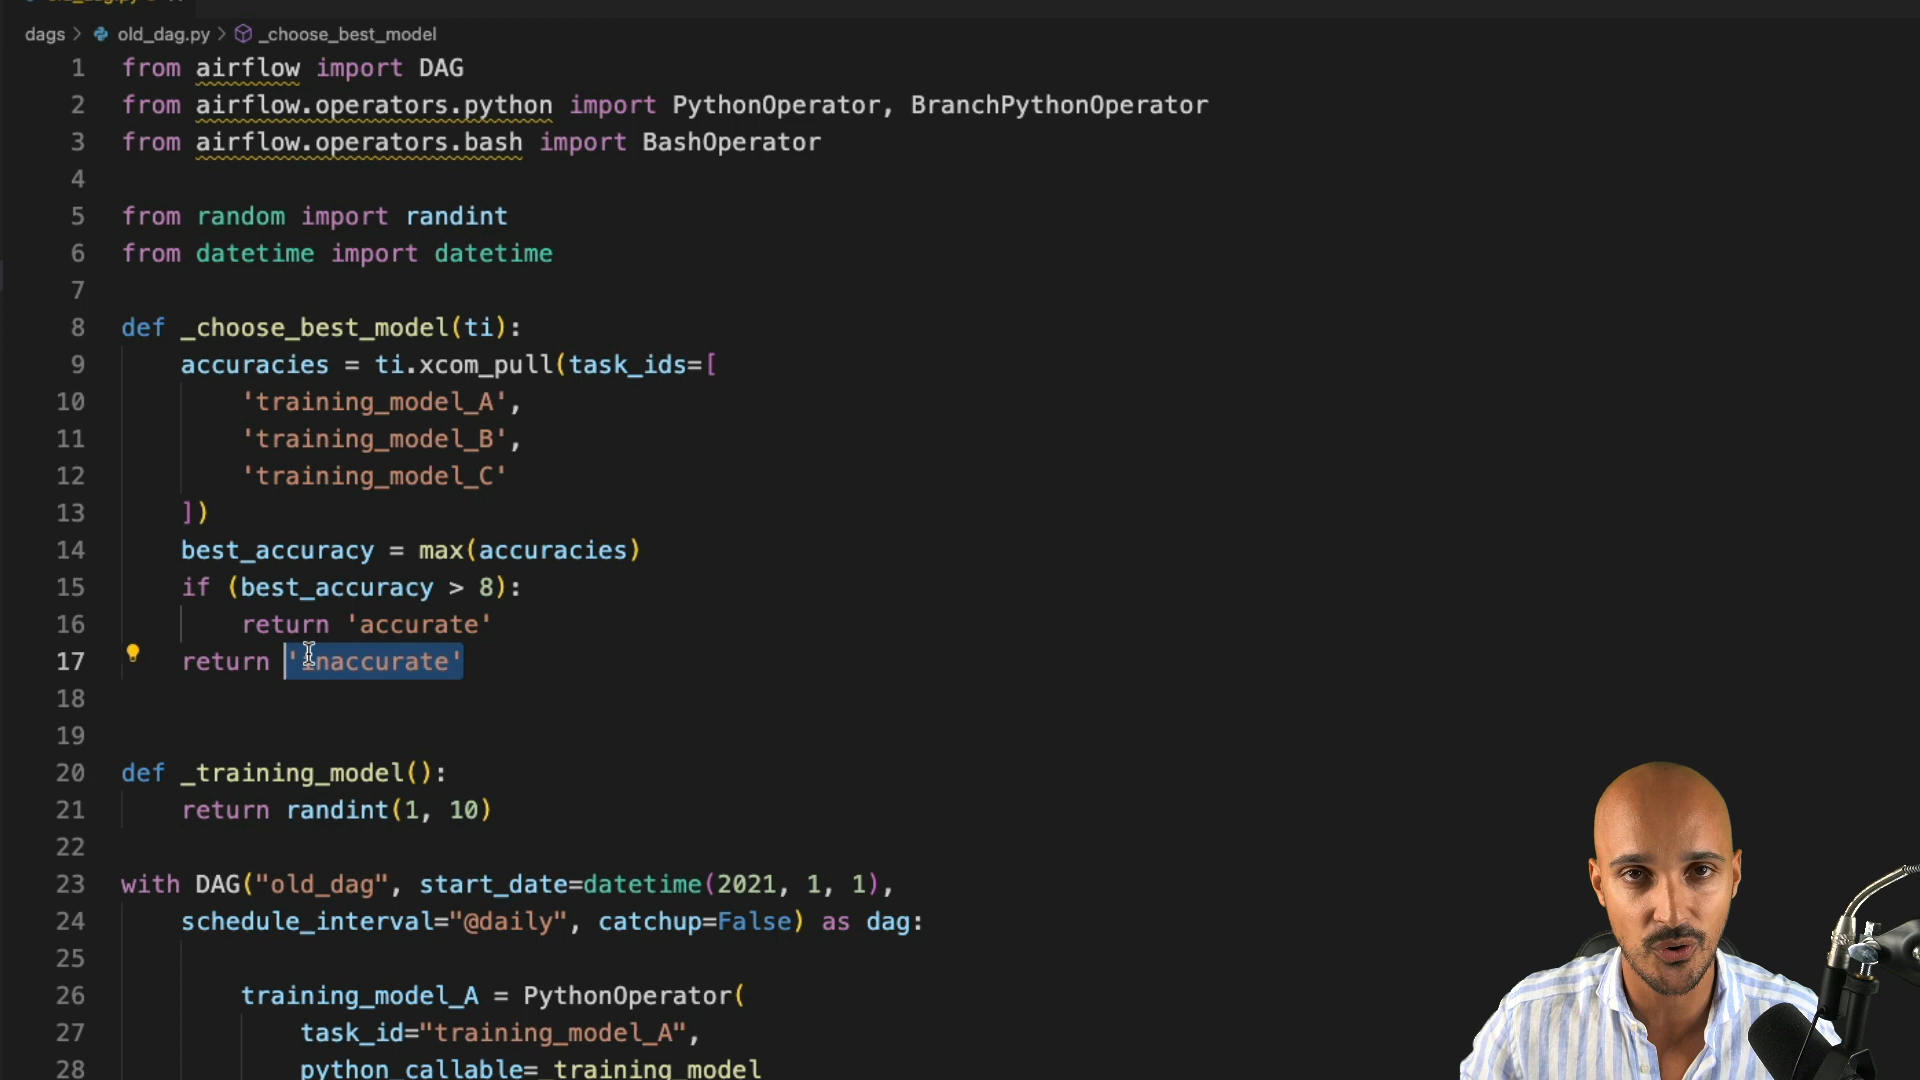 dags > old_dag.py > _choose_best_model
1 from airflow import DAG
2 from airflow.operators.python import PythonOperator, BranchPythonOperator
3 from airflow.operators.bash import BashOperator
4
5 from random import randint
6 from datetime import datetime
7
8 def _choose_best_model(ti):
9 accuracies = ti.xcom_pull(task_ids=[
10 'training_model_A',
11 'training_model_B',
12 'training_model_C'
13 ])
14 best_accuracy = max(accuracies)
15 if (best_accuracy > 8):
16 return 'accurate'
17 return 'inaccurate'
18
19
20 def _training_model():
21 return randint(1, 10)
22
23 with DAG("old_dag", start_date=datetime(2021, 1, 1),
24 schedule_interval="@daily", catchup=False) as dag:
25
26 training_model_A = PythonOperator(
27 task_id="training_model_A",
28 python_callable=_training_model